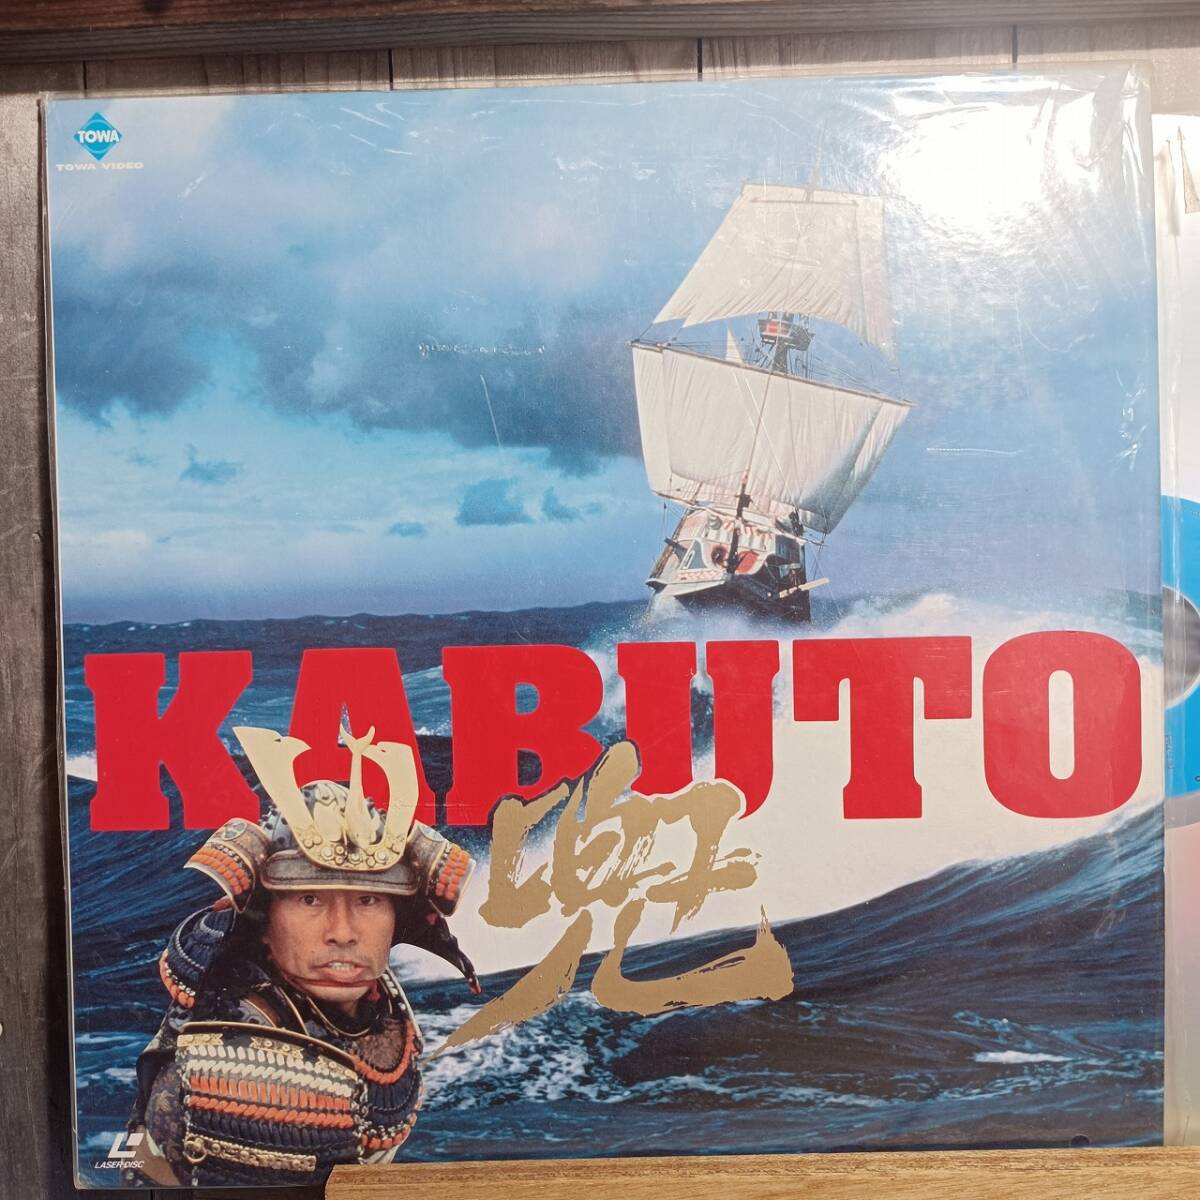 TOWA
TOWA VIDEO
KABUTO
兜
LASER DISC